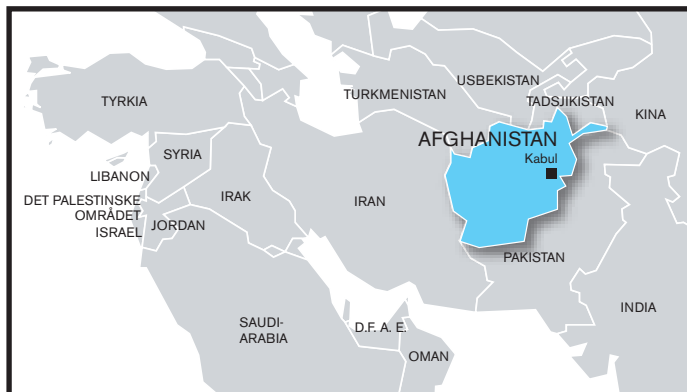 USBEKISTAN
TURKMENISTAN
TADSJIKISTAN
TYRKIA
KINA
AFGHANISTAN
Kabul
SYRIA
LIBANON
IRAK
IRAN
DET PALESTINSKE
OMRÅDET
ISRAEL
JORDAN
PAKISTAN
INDIA
SAUDI-
ARABIA
D.F. A. E.
OMAN